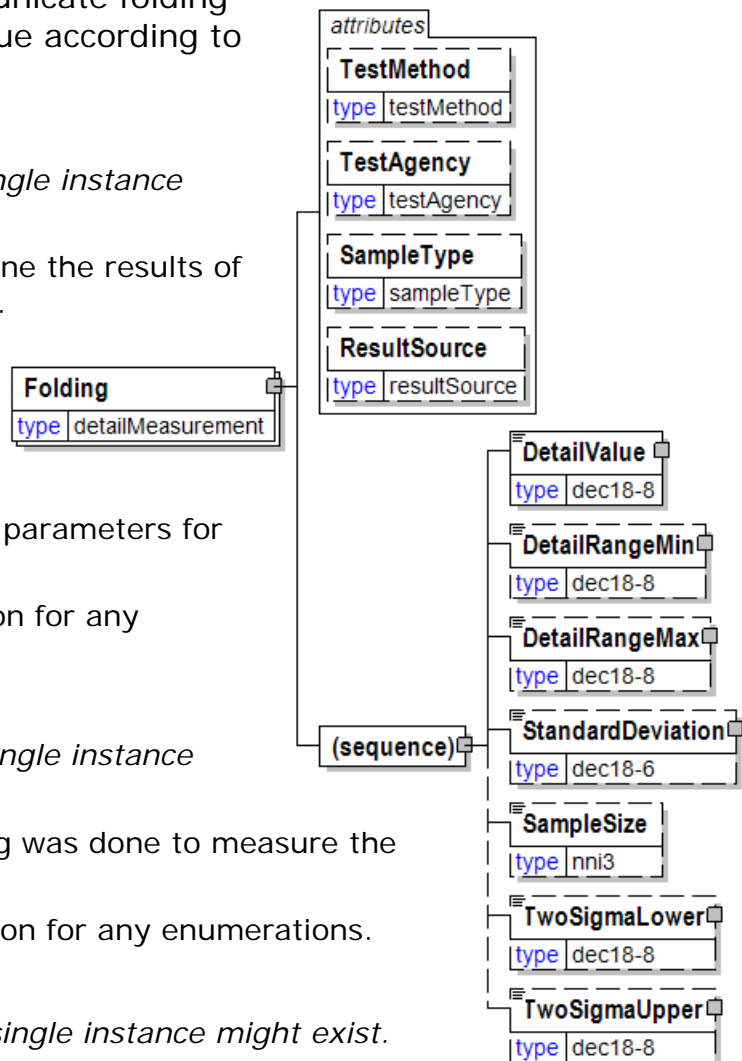 unicate folding
ue according to
ngle instance
ne the results of
.
parameters for
on for any
ngle instance
g was done to measure the
on for any enumerations.
single instance might exist.
attributes
TestMethod
type testMethod
TestAgency
type testAgency
SampleType
type sampleType
ResultSource
type resultSource
Folding
type detailMeasurement
(sequence)
DetailValue
type dec18-8
DetailRangeMin
type dec18-8
DetailRangeMax
type dec18-8
StandardDeviation
type dec18-6
SampleSize
type nni3
TwoSigmaLower
type dec18-8
TwoSigmaUpper
type dec18-8